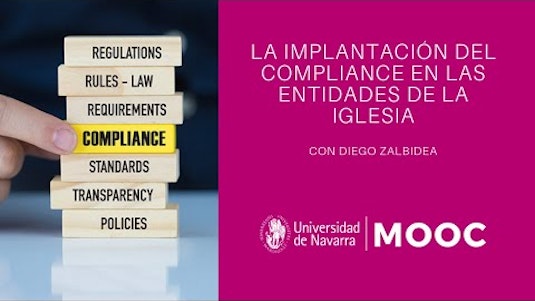 REGULATIONS
RULES - LAW
REQUIREMENTS
COMPLIANCE
STANDARDS
TRANSPARENCY
POLICIES
LA IMPLANTACIÓN DEL
COMPLIANCE EN LAS
ENTIDADES DE LA
IGLESIA
CON DIEGO ZALBIDEA
Universidad
de Navarra
MOOC